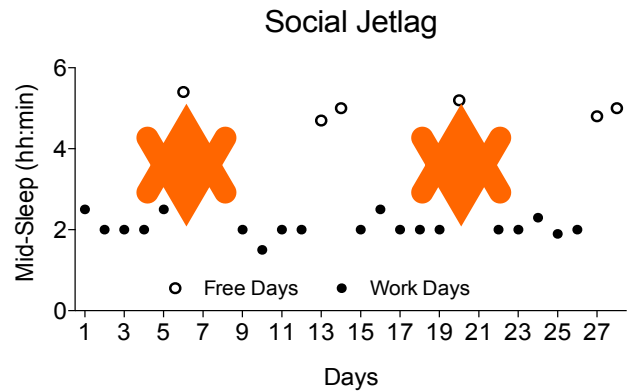 Social Jetlag
Mid-Sleep (hh:min)
6
4
2
0
Free Days
Work Days
1 3 5 7 9 11 13 15 17 19 21 23 25 27
Days